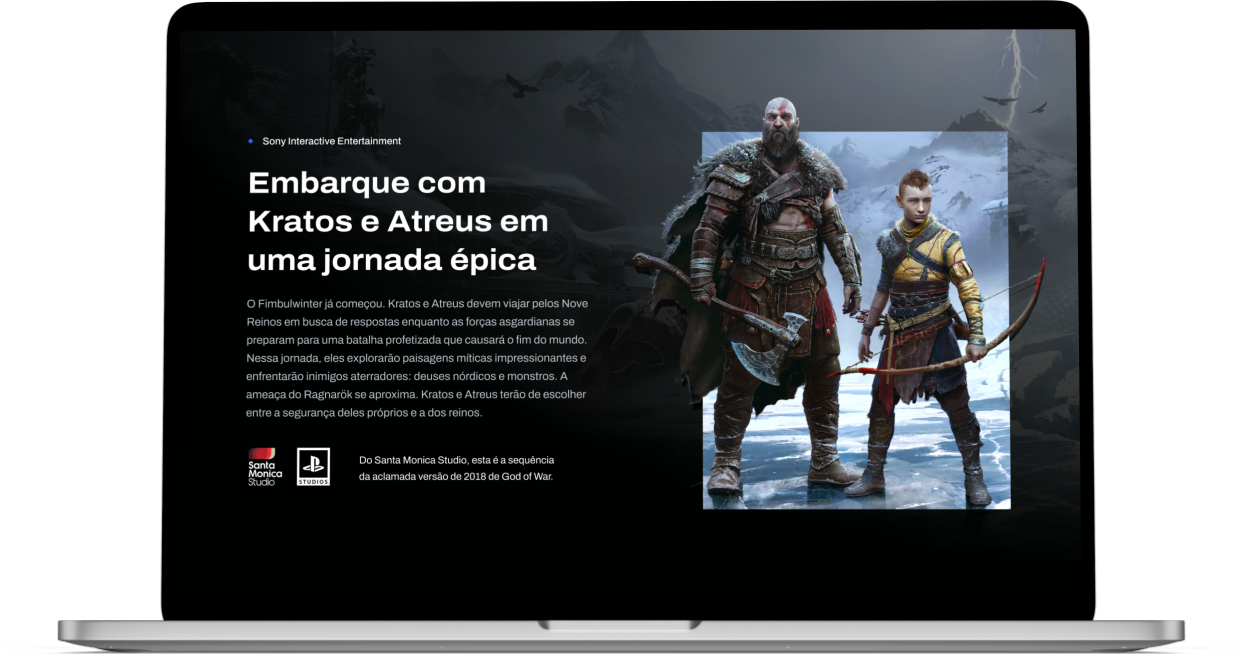 Sony Interactive Entertainment
Embarque com
Kratos e Atreus em
uma jornada épica
O Fimbulwinter já começou. Kratos e Atreus devem viajar pelos Nove
Reinos em busca de respostas enquanto as forças asgardianas se
preparam para uma batalha profetizada que causará o fim do mundo.
Nessa jornada, eles explorarão paisagens míticas impressionantes e
enfrentarão inimigos aterradores: deuses nórdicos e monstros. A
ameaça do Ragnarök se aproxima. Kratos e Atreus terão de escolher
entre a segurança deles próprios e a dos reinos.
Santa
Monica
Studio
STUDIOS
Do Santa Monica Studio, esta é a sequência
da aclamada versão de 2018 de God of War.